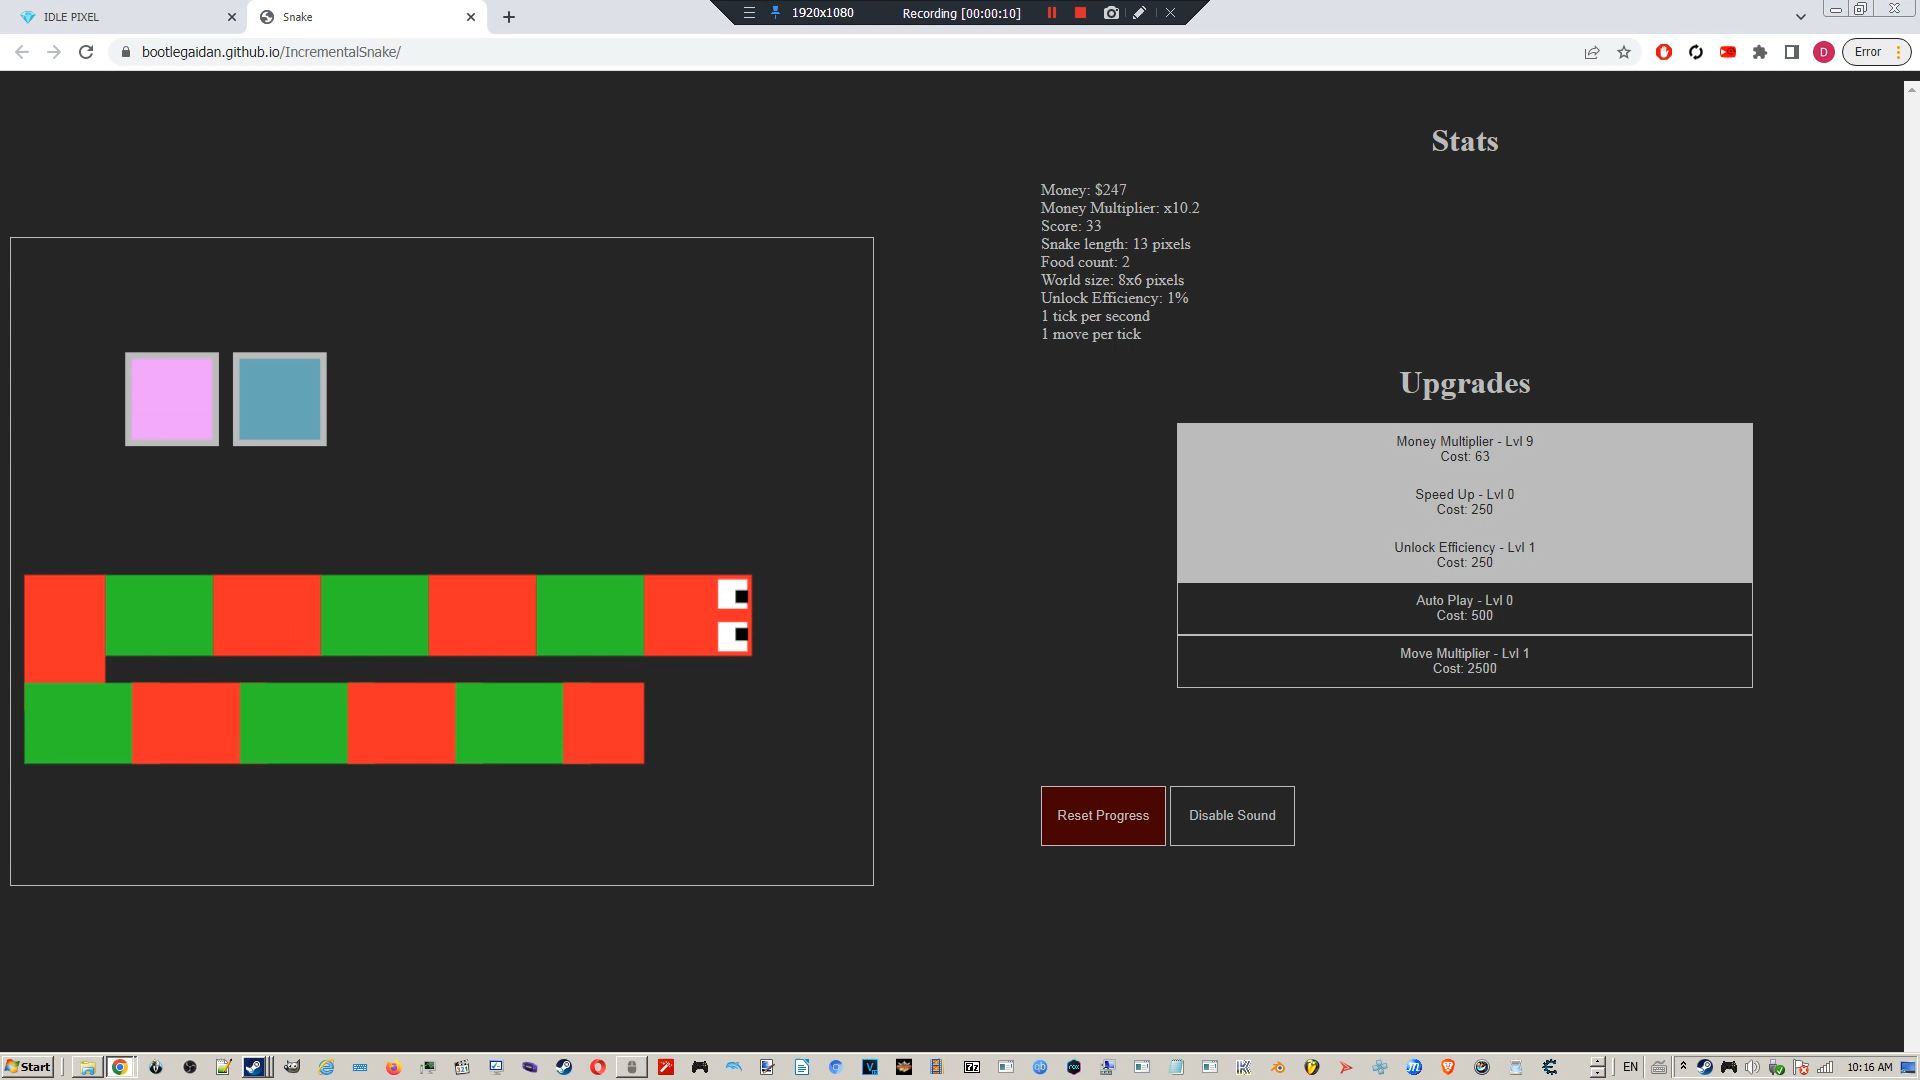 IDLE PIXEL
Snake
1920x1080
Recording [00:00:10]
bootlegaidan.github.io/IncrementalSnake/
D
Error
Stats
Money: $247
Money Multiplier: x10.2
Score: 33
Snake length: 13 pixels
Food count: 2
World size: 8x6 pixels
Unlock Efficiency: 1%
1 tick per second
1 move per tick
Upgrades
Money Multiplier - Lvl 9
Cost: 63
Speed Up - Lvl 0
Cost: 250
Unlock Efficiency - Lvl 1
Cost: 250
Auto Play - Lvl 0
Cost: 500
Move Multiplier - Lvl 1
Cost: 2500
Reset Progress
Disable Sound
Start
EN
10:16 AM